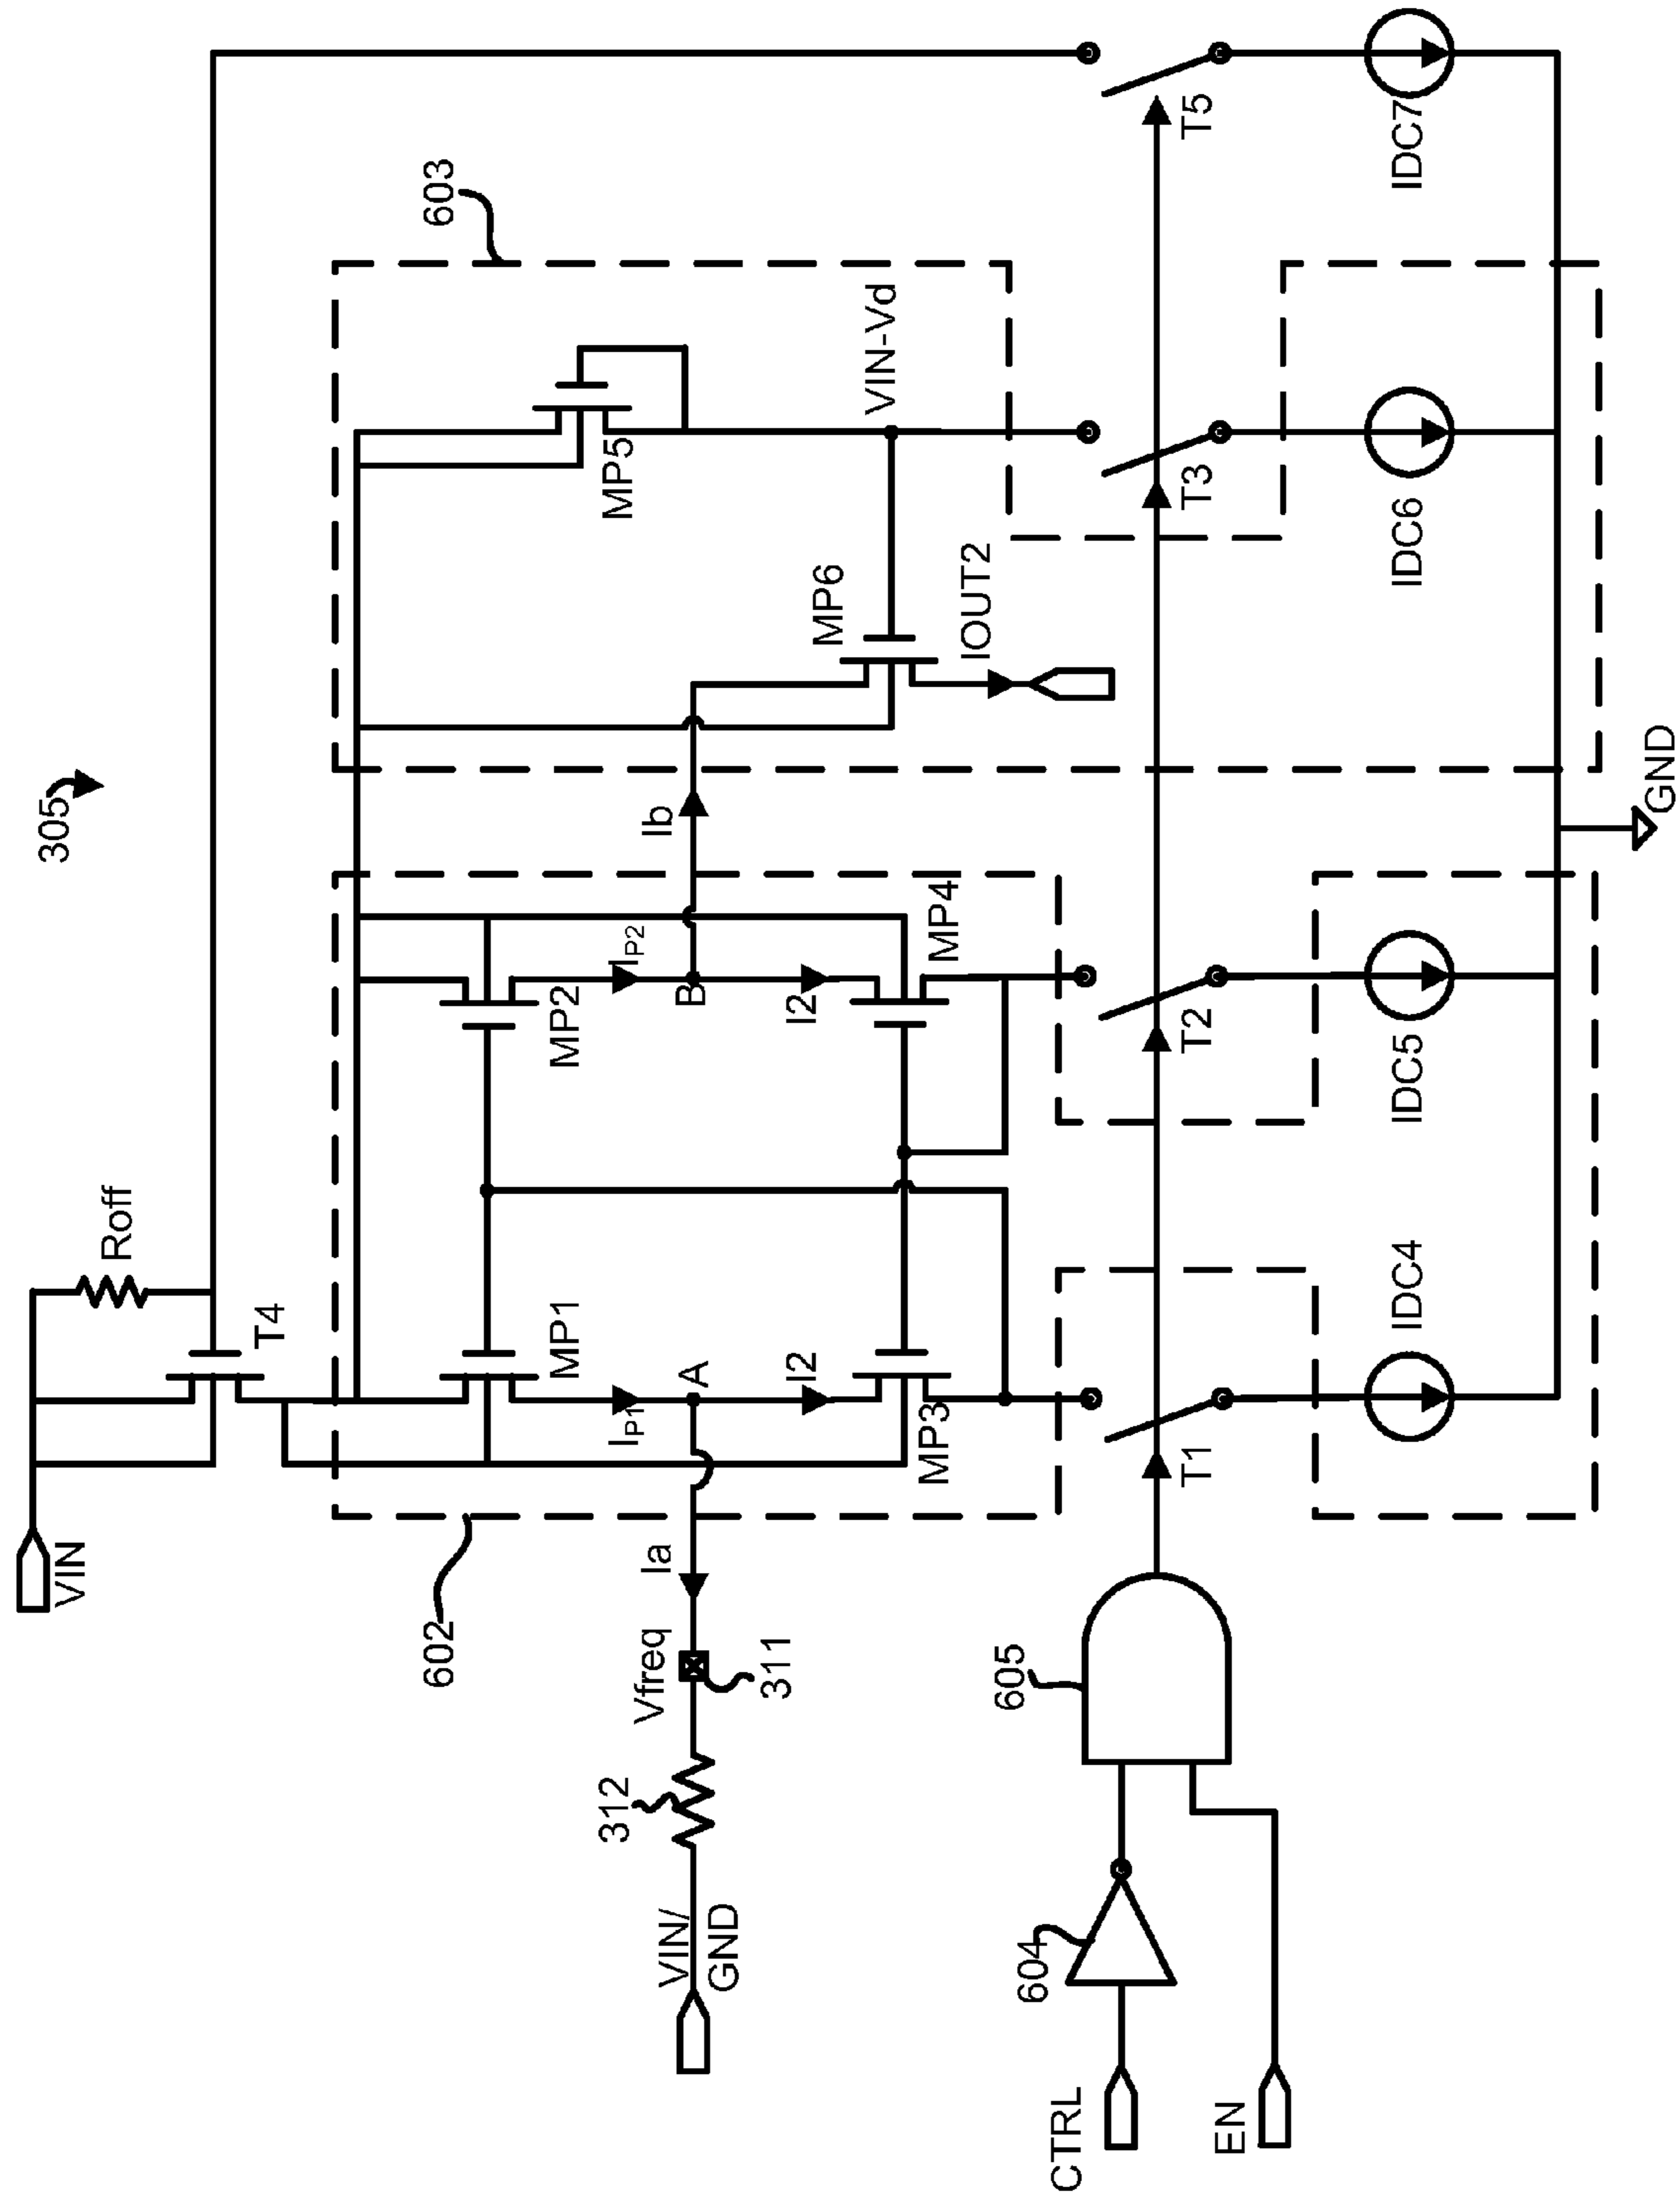 305
VIN
Roff
T4
602
603
MP1
MP2
MP5
IP1
IP2
A
B
I2
I2
Ia
Ib
MP3
MP4
MP6
VIN-Vd
IOUT2
VIN/
GND
312
Vfreq
311
CTRL
EN
604
605
T1
T2
T3
T5
IDC4
IDC5
IDC6
IDC7
GND